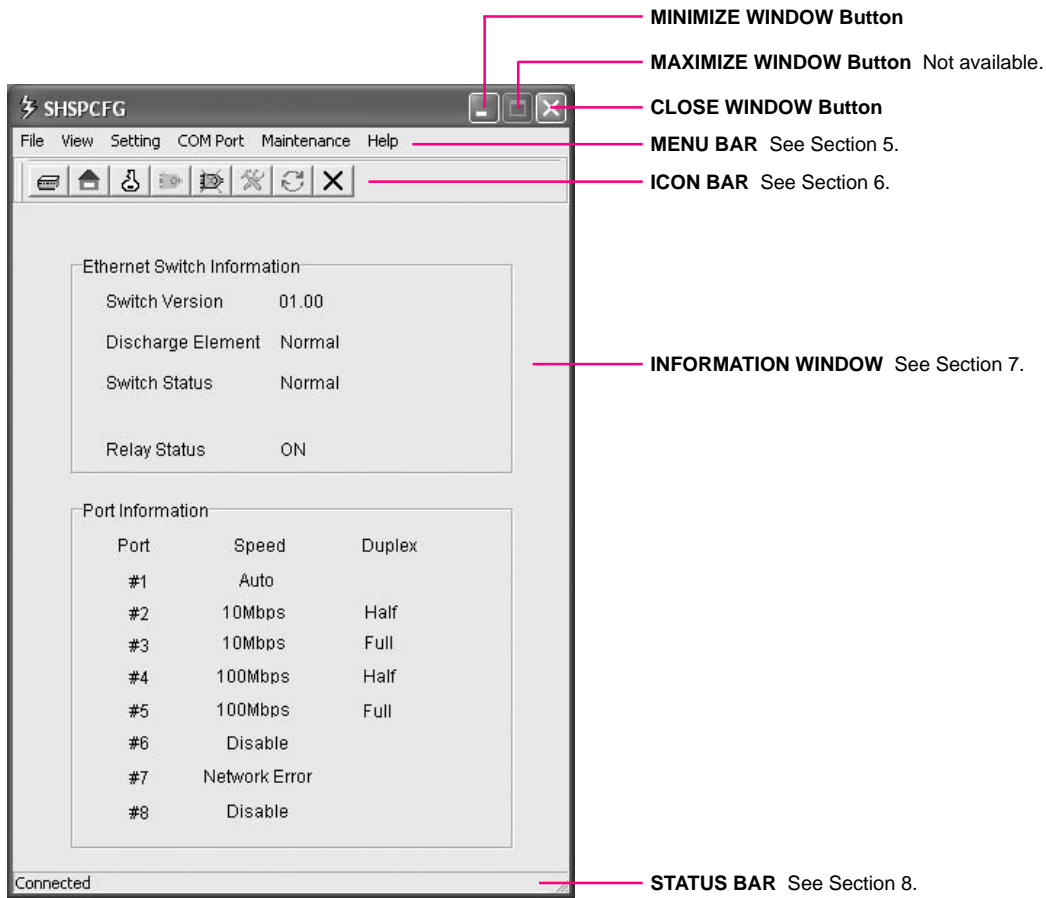 MINIMIZE WINDOW Button
MAXIMIZE WINDOW Button Not available.
SHSPCFG
CLOSE WINDOW Button
File View Setting COM Port Maintenance Help
MENU BAR See Section 5.
ICON BAR See Section 6.
Ethernet Switch Information
Switch Version 01.00
Discharge Element Normal
INFORMATION WINDOW See Section 7.
Switch Status Normal
Relay Status ON
Port Information
Port Speed Duplex
#1 Auto
#2 10Mbps Half
#3 10Mbps Full
#4 100Mbps Half
#5 100Mbps Full
#6 Disable
#7 Network Error
#8 Disable
Connected
STATUS BAR See Section 8.